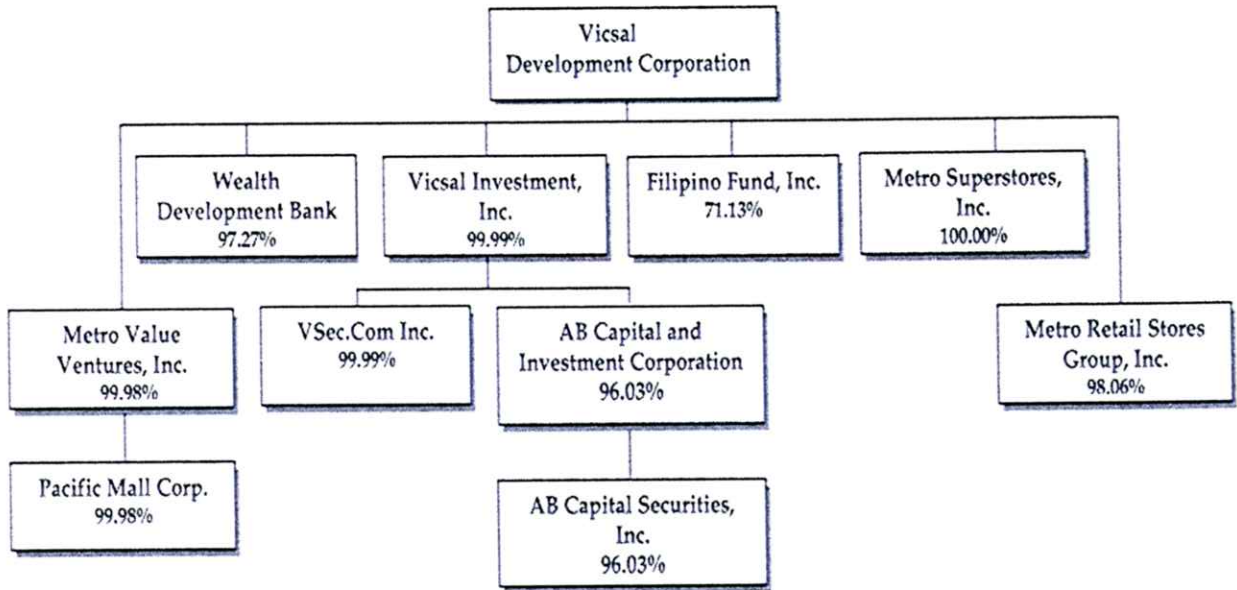 Vicsal
Development Corporation
Wealth
Development Bank
97.27%
Vicsal Investment,
Inc.
99.99%
Filipino Fund, Inc.
71.13%
Metro Superstores,
Inc.
100.00%
Metro Value
Ventures, Inc.
99.98%
VSec.Com Inc.
99.99%
AB Capital and
Investment Corporation
96.03%
Metro Retail Stores
Group, Inc.
98.06%
Pacific Mall Corp.
99.98%
AB Capital Securities,
Inc.
96.03%